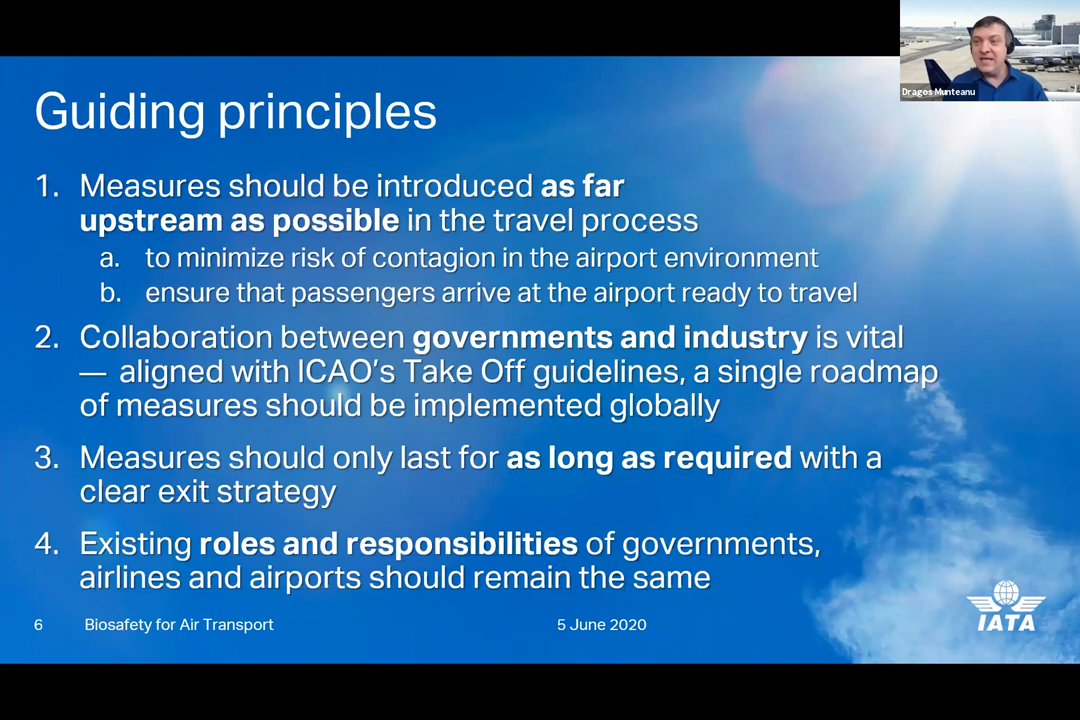 Dragos Munteanu
Guiding principles
1. Measures should be introduced as far
upstream as possible in the travel process
a. to minimize risk of contagion in the airport environment
b. ensure that passengers arrive at the airport ready to travel
2. Collaboration between governments and industry is vital
— aligned with ICAO's Take Off guidelines, a single roadmap
of measures should be implemented globally
3. Measures should only last for as long as required with a
clear exit strategy
4. Existing roles and responsibilities of governments,
airlines and airports should remain the same
6 Biosafety for Air Transport 5 June 2020
IATA